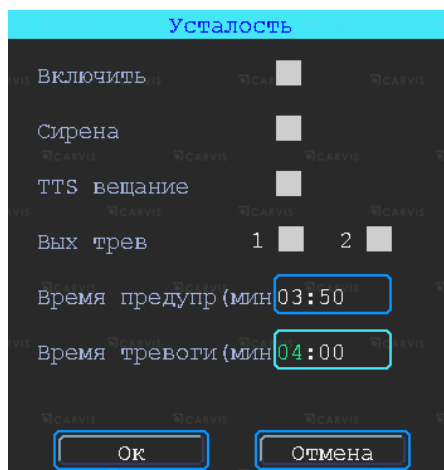 Усталость
Включить
Сирена
TTS вещание
Вых трев 1 2
Время предупр(мин 03:50
Время тревоги(мин 04:00
Ок Отмена